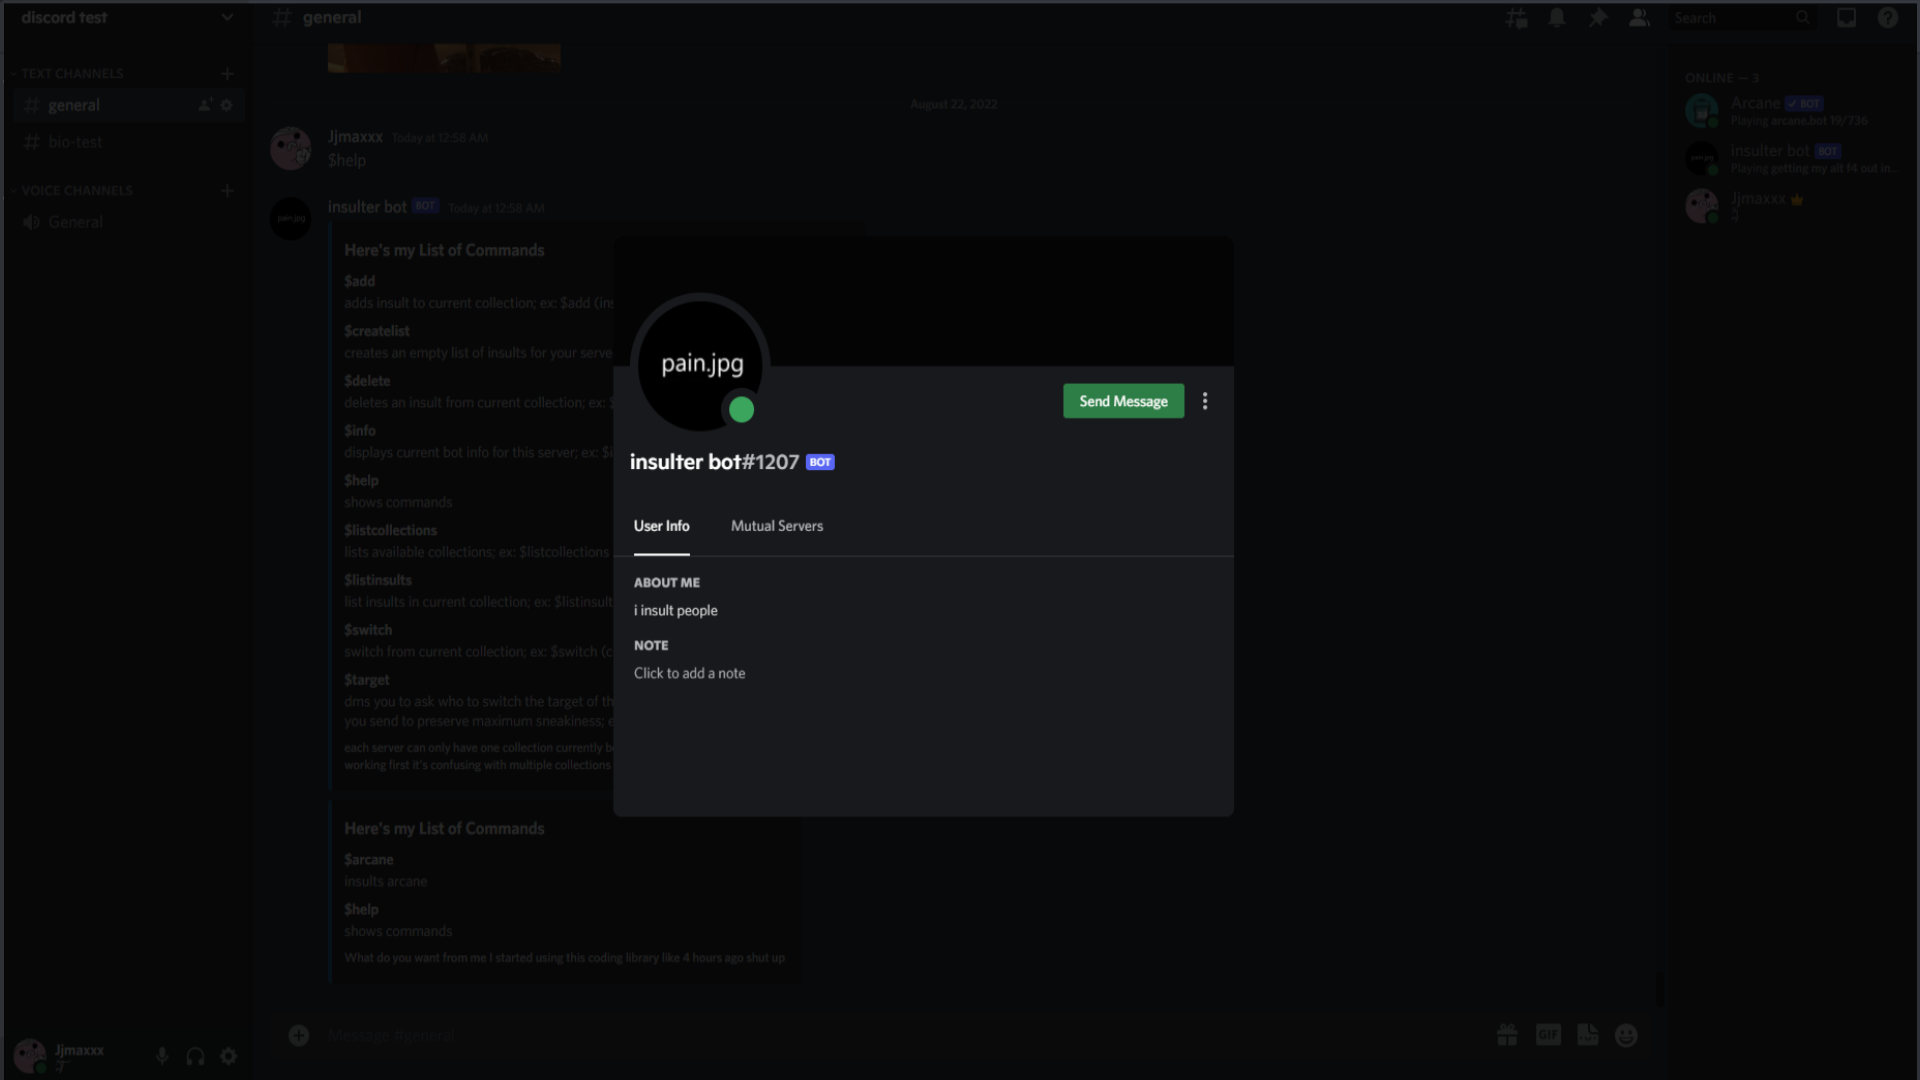 discord test
general
Search
TEXT CHANNELS
general
bio-test
VOICE CHANNELS
General
August 22, 2022
Jjmaxxx Today at 12:58 AM
$help
insulter bot BOT Today at 12:58 AM
pain.jpg
Here's my List of Commands
$add
adds insult to current collection; ex: $add (ins
$createlist
creates an empty list of insults for your serve
$delete
deletes an insult from current collection; ex: $
$info
displays current bot info for this server; ex: $i
$help
shows commands
$listcollections
lists available collections; ex: $listcollections
$listinsults
list insults in current collection; ex: $listinsult
$switch
switch from current collection; ex: $switch (c
$target
dms you to ask who to switch the target of th
you send to preserve maximum sneakiness; e
each server can only have one collection currently b
working first it's confusing with multiple collections
Here's my List of Commands
$arcane
insults arcane
$help
shows commands
What do you want from me I started using this coding library like 4 hours ago shut up
Message #general
GIF
Jjmaxxx
pain.jpg
Send Message
insulter bot#1207 BOT
User Info Mutual Servers
ABOUT ME
i insult people
NOTE
Click to add a note
ONLINE — 3
Arcane ✓ BOT
Playing arcane.bot 19/736
pain.jpg
insulter bot BOT
Playing getting my alt f4 out in...
Jjmaxxx